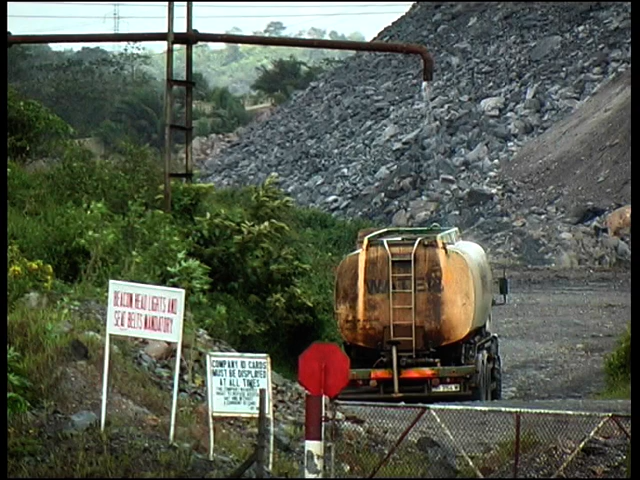 BEACON HEAD LIGHTS AND
SEAT BELTS MANDATORY
COMPANY ID CARDS
MUST BE DISPLAYED
AT ALL TIMES
WATER